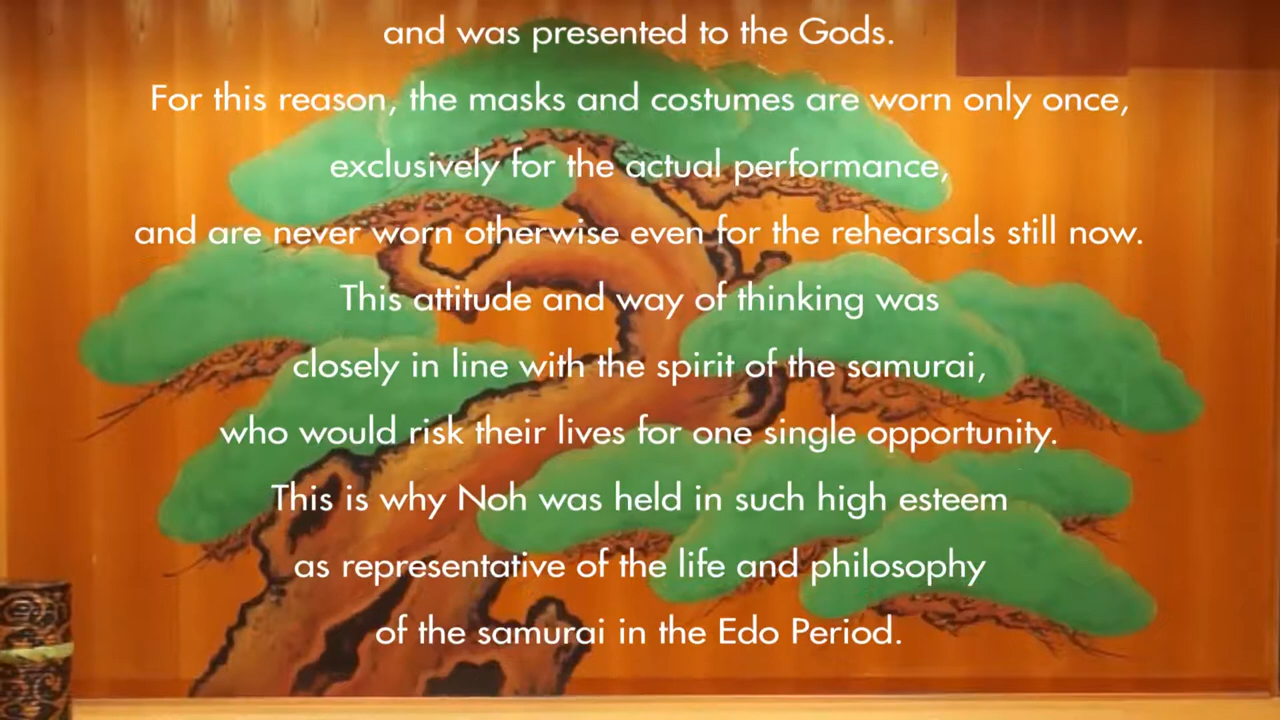 and was presented to the Gods.
For this reason, the masks and costumes are worn only once,
exclusively for the actual performance,
and are never worn otherwise even for the rehearsals still now.
This attitude and way of thinking was
closely in line with the spirit of the samurai,
who would risk their lives for one single opportunity.
This is why Noh was held in such high esteem
as representative of the life and philosophy
of the samurai in the Edo Period.